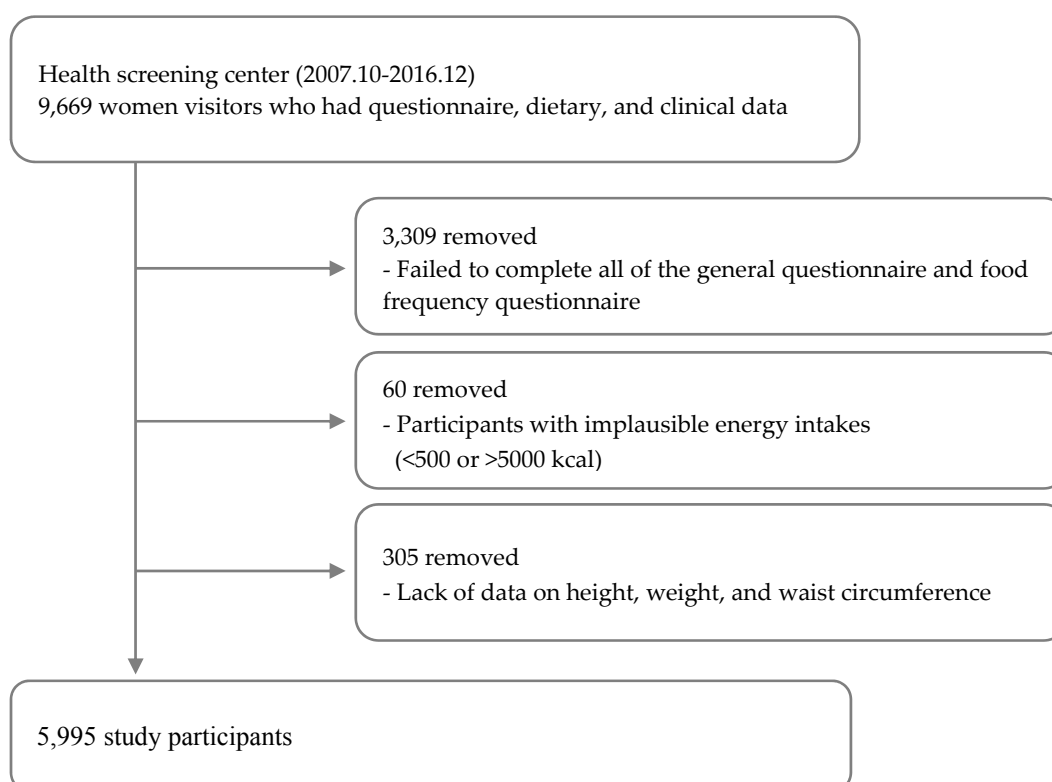 Health screening center (2007.10-2016.12)
9,669 women visitors who had questionnaire, dietary, and clinical data
3,309 removed
- Failed to complete all of the general questionnaire and food
frequency questionnaire
60 removed
- Participants with implausible energy intakes
(<500 or >5000 kcal)
305 removed
- Lack of data on height, weight, and waist circumference
5,995 study participants